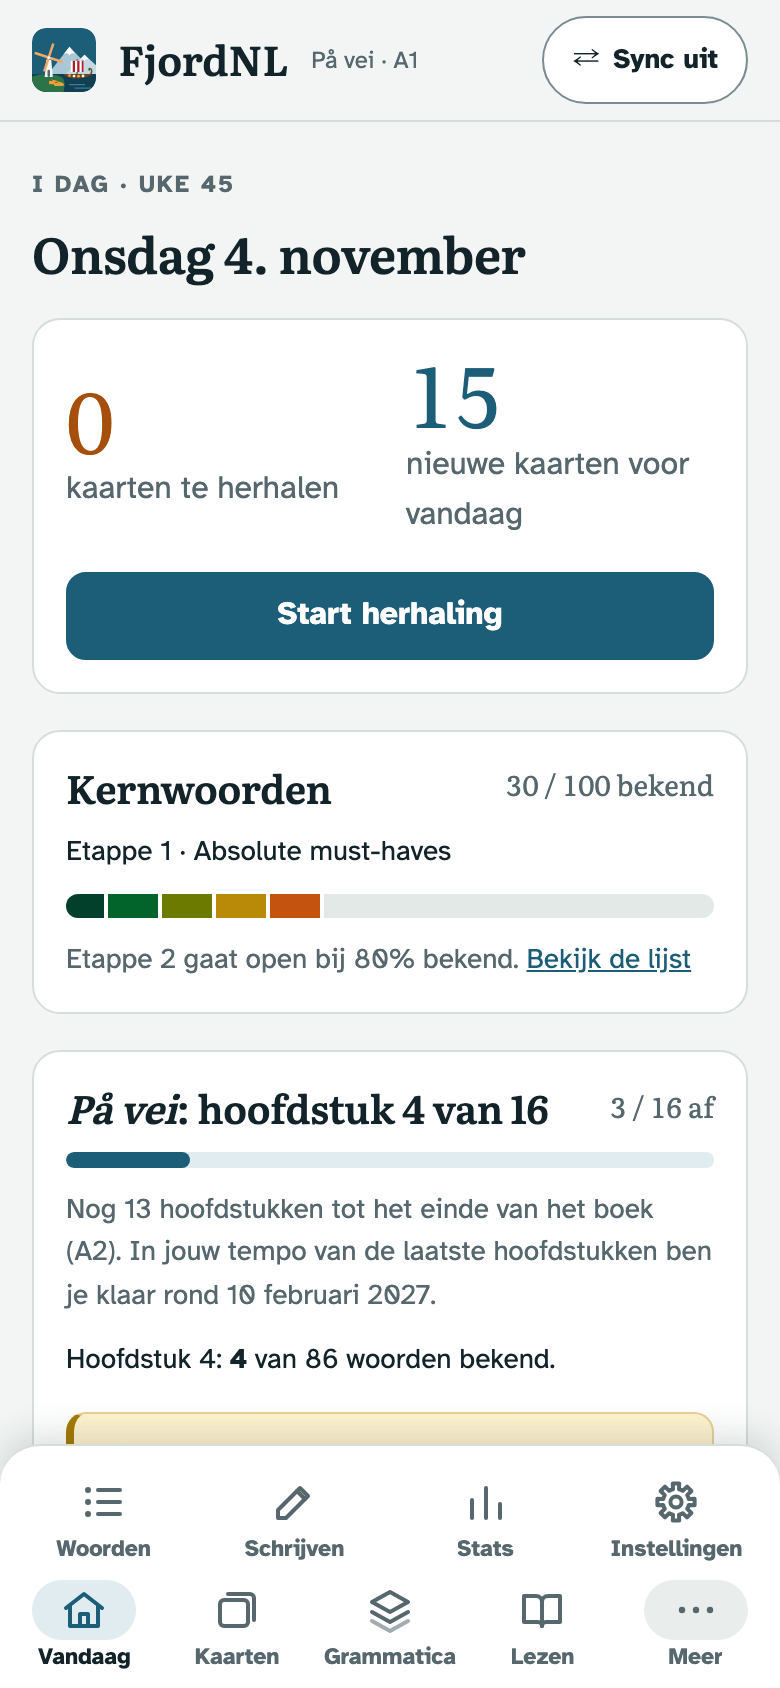 FjordNL
På vei · A1
Sync uit
I DAG · UKE 45
Onsdag 4. november
0
kaarten te herhalen
15
nieuwe kaarten voor
vandaag
Start herhaling
Kernwoorden
30 / 100 bekend
Etappe 1 · Absolute must-haves
Etappe 2 gaat open bij 80% bekend. Bekijk de lijst
På vei: hoofdstuk 4 van 16
3 / 16 af
Nog 13 hoofdstukken tot het einde van het boek
(A2). In jouw tempo van de laatste hoofdstukken ben
je klaar rond 10 februari 2027.
Hoofdstuk 4: 4 van 86 woorden bekend.
Woorden
Schrijven
Stats
Instellingen
Vandaag
Kaarten
Grammatica
Lezen
Meer